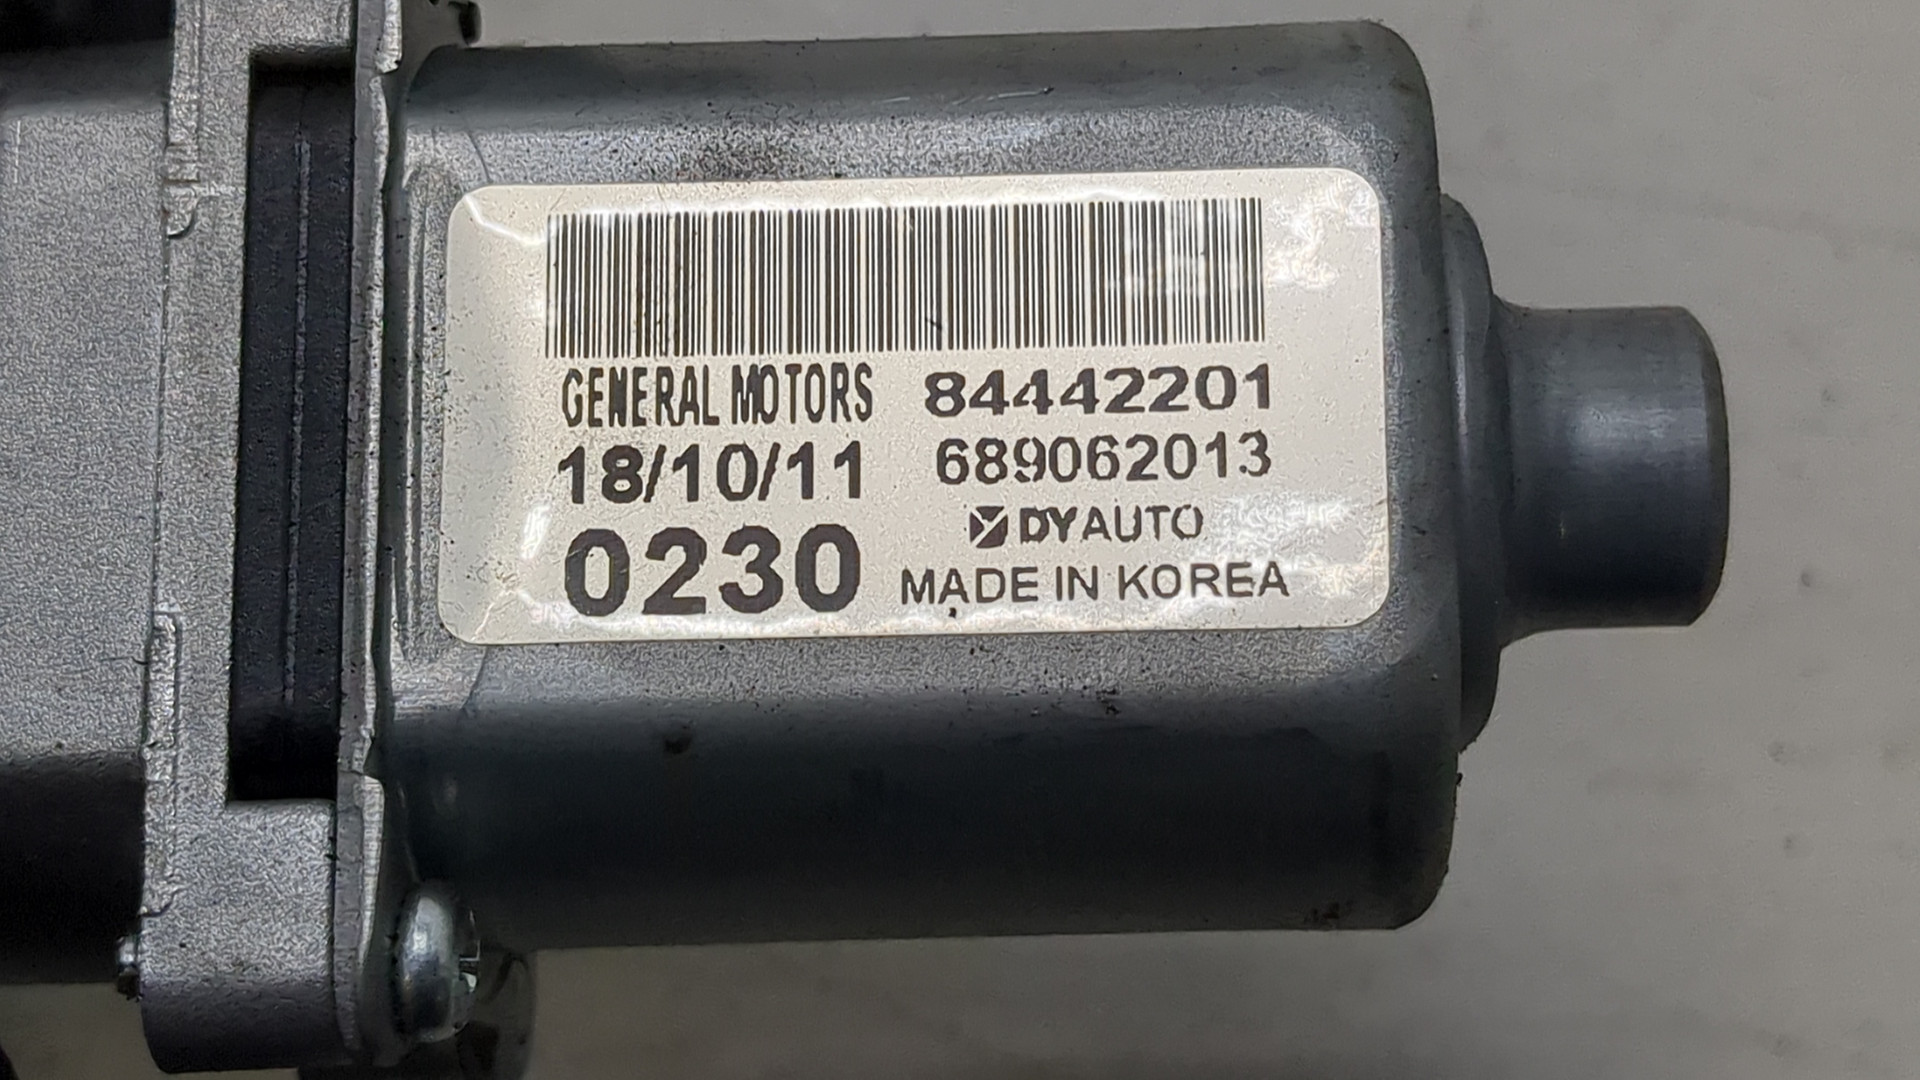 GENERAL MOTORS 84442201
18/10/11 689062013
DYAUTO
0230 MADE IN KOREA